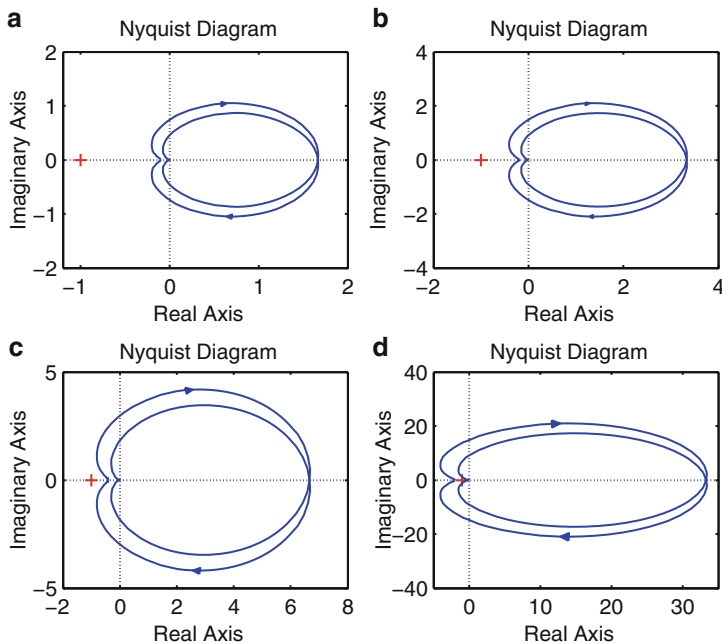 a
Nyquist Diagram
Imaginary Axis
2
1
0
−1
−2
−1 0 1 2
Real Axis
b
Nyquist Diagram
Imaginary Axis
4
2
0
−2
−4
−2 0 2 4
Real Axis
c
Nyquist Diagram
Imaginary Axis
5
0
−5
−2 0 2 4 6 8
Real Axis
d
Nyquist Diagram
Imaginary Axis
40
20
0
−20
−40
0 10 20 30
Real Axis